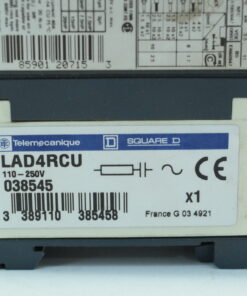 85901 20715 3
Telemecanique SQUARE D
LAD4RCU
110-250V
038545
CE
x1
3 389110 385458
France G 03 4921